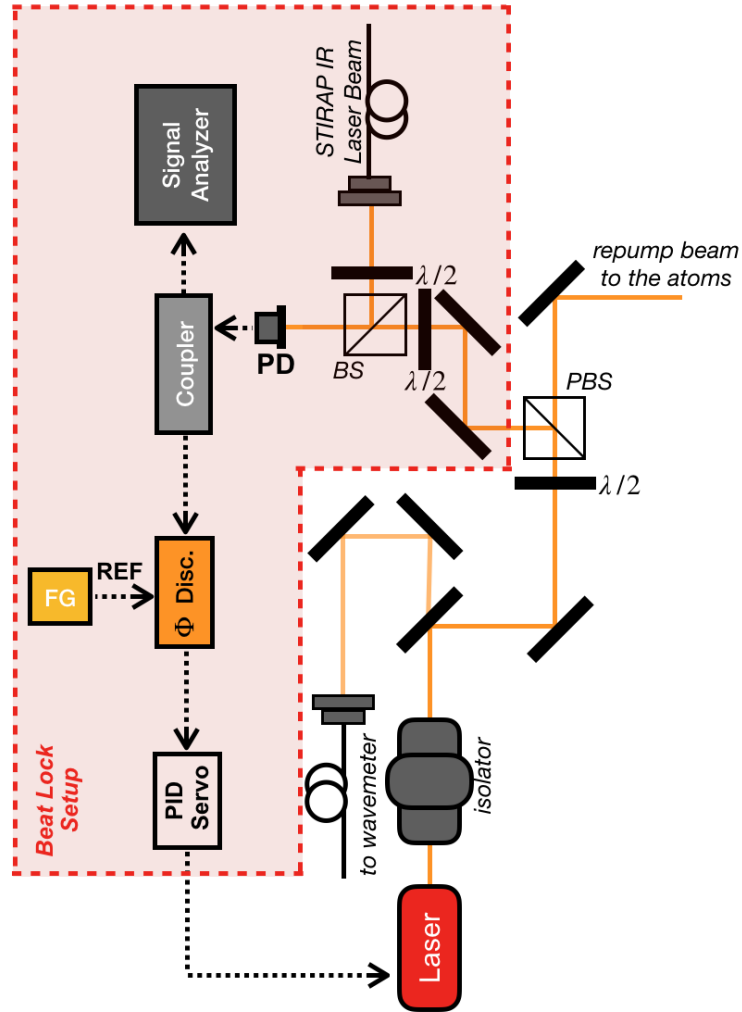 Signal
Analyzer
STIRAP IR
Laser Beam
λ/2
repump beam
to the atoms
Coupler
PD
BS
λ/2
PBS
λ/2
FG
REF
Φ Disc.
Beat Lock
Setup
PID
Servo
to wavemeter
isolator
Laser